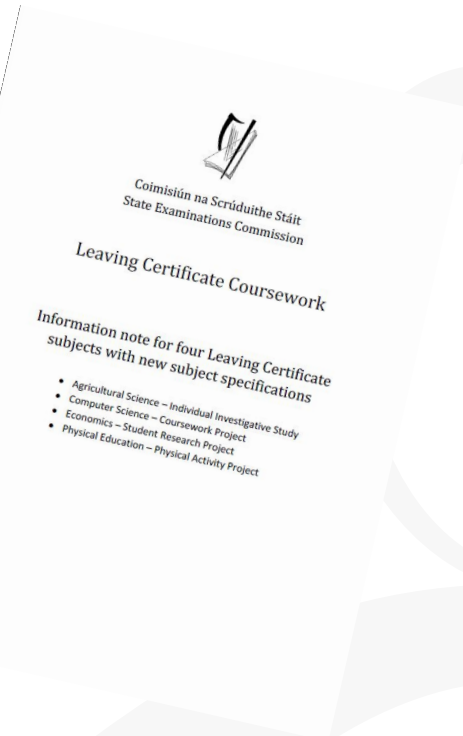 Coimisiún na Scrúduithe Stáit
State Examinations Commission
Leaving Certificate Coursework
Information note for four Leaving Certificate
subjects with new subject specifications
• Agricultural Science – Individual Investigative Study
• Computer Science – Coursework Project
• Economics – Student Research Project
• Physical Education – Physical Activity Project